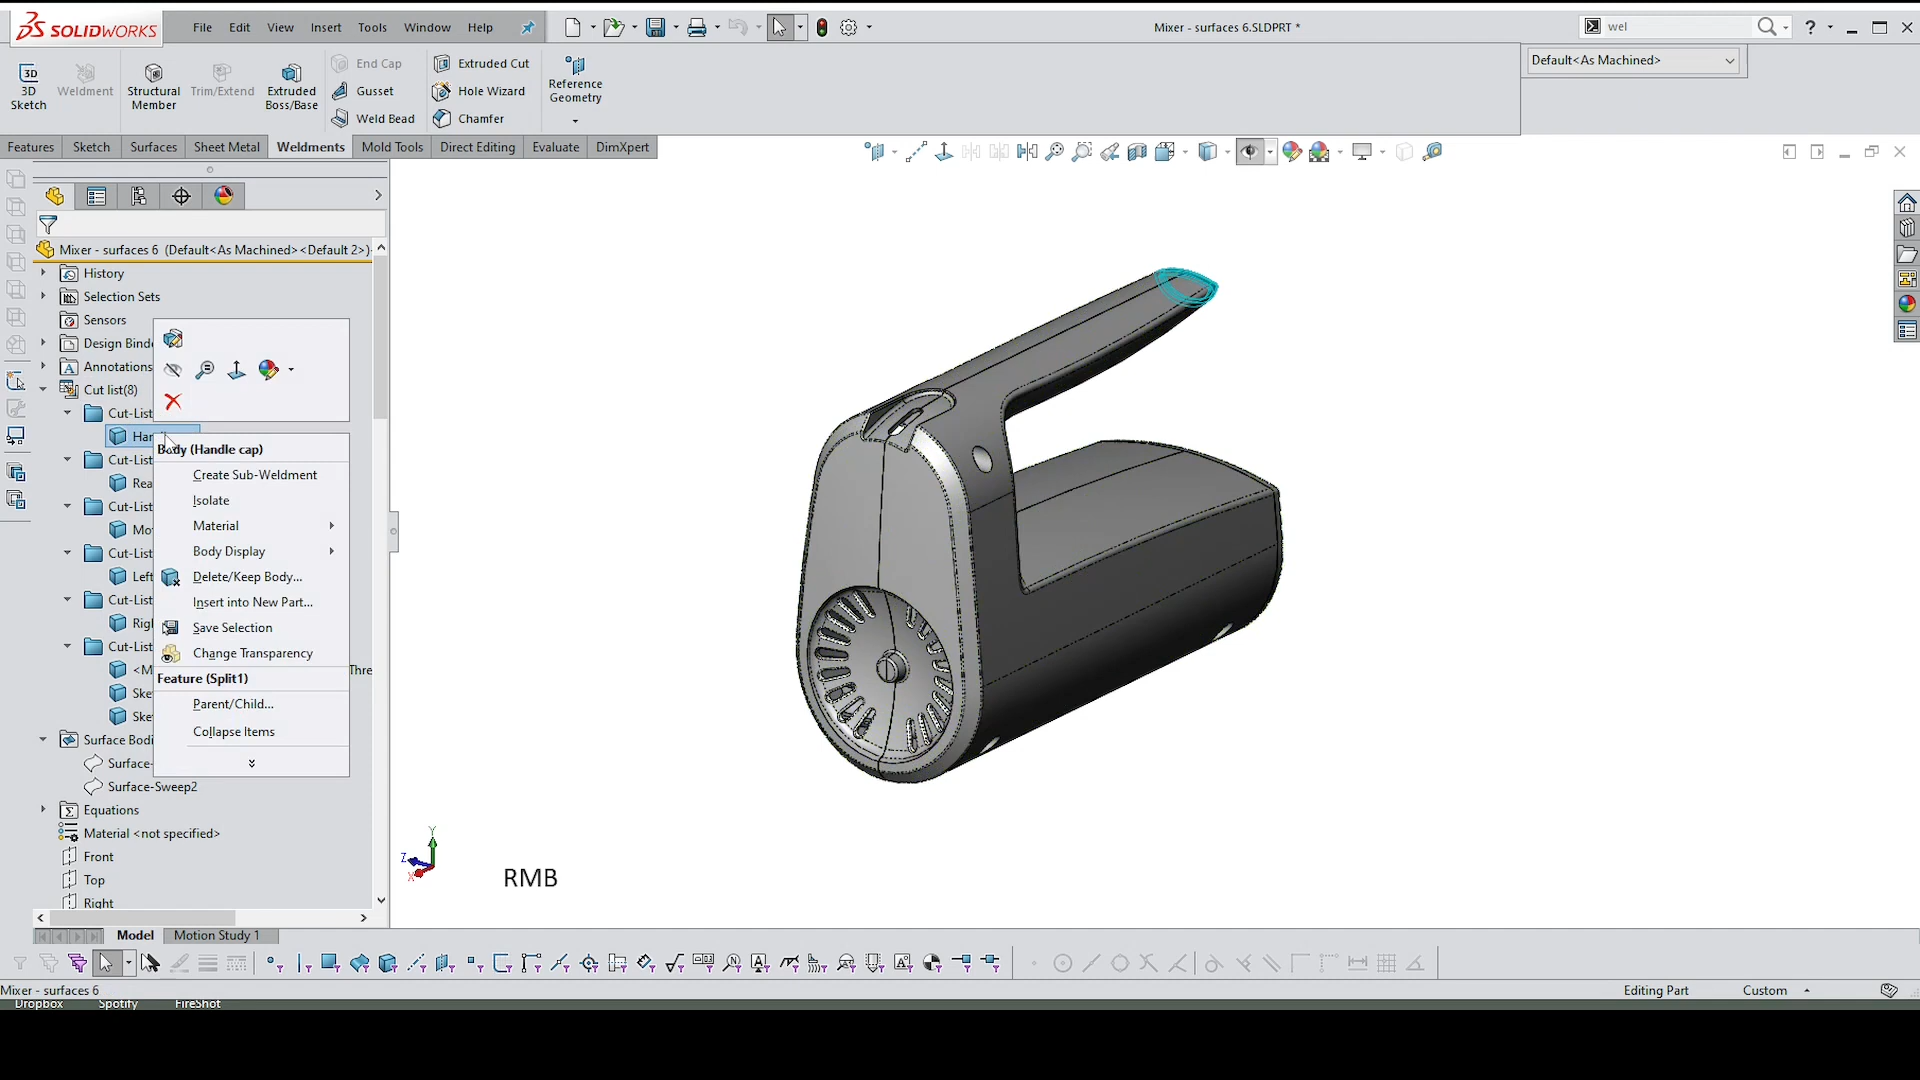 SOLIDWORKS
File Edit View Insert Tools Window Help
Mixer - surfaces 6.SLDPRT *
wel
3D Sketch
Weldment
Structural Member
Trim/Extend
Extruded Boss/Base
End Cap
Gusset
Weld Bead
Extruded Cut
Hole Wizard
Chamfer
Reference Geometry
Default<As Machined>
Features Sketch Surfaces Sheet Metal Weldments Mold Tools Direct Editing Evaluate DimXpert
Mixer - surfaces 6 (Default<As Machined><Default 2>)
History
Selection Sets
Sensors
Design Binde
Annotations
Cut list(8)
Cut-List
Han
Cut-List
Rea
Cut-List
Mo
Cut-List
Left
Cut-List
Rig
Cut-List
<M
Thre
Ske
Ske
Surface Bodi
Surface-
Surface-Sweep2
Equations
Material <not specified>
Front
Top
Right
Body (Handle cap)
Create Sub-Weldment
Isolate
Material
Body Display
Delete/Keep Body...
Insert into New Part...
Save Selection
Change Transparency
Feature (Split1)
Parent/Child...
Collapse Items
Y
Z
X
RMB
Model Motion Study 1
Mixer - surfaces 6
Editing Part
Custom
Dropbox Spotify FireShot